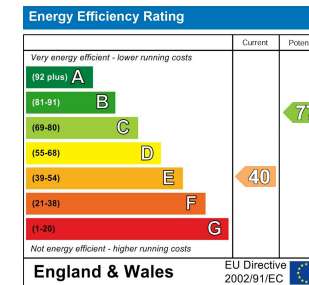 Energy Efficiency Rating
Current
Very energy efficient - lower running costs
(92 plus) A
(81-91) B
(69-80) C
(55-68) D
(39-54) E
40
(21-38) F
(1-20) G
Not energy efficient - higher running costs
England & Wales
EU Directive
2002/91/EC